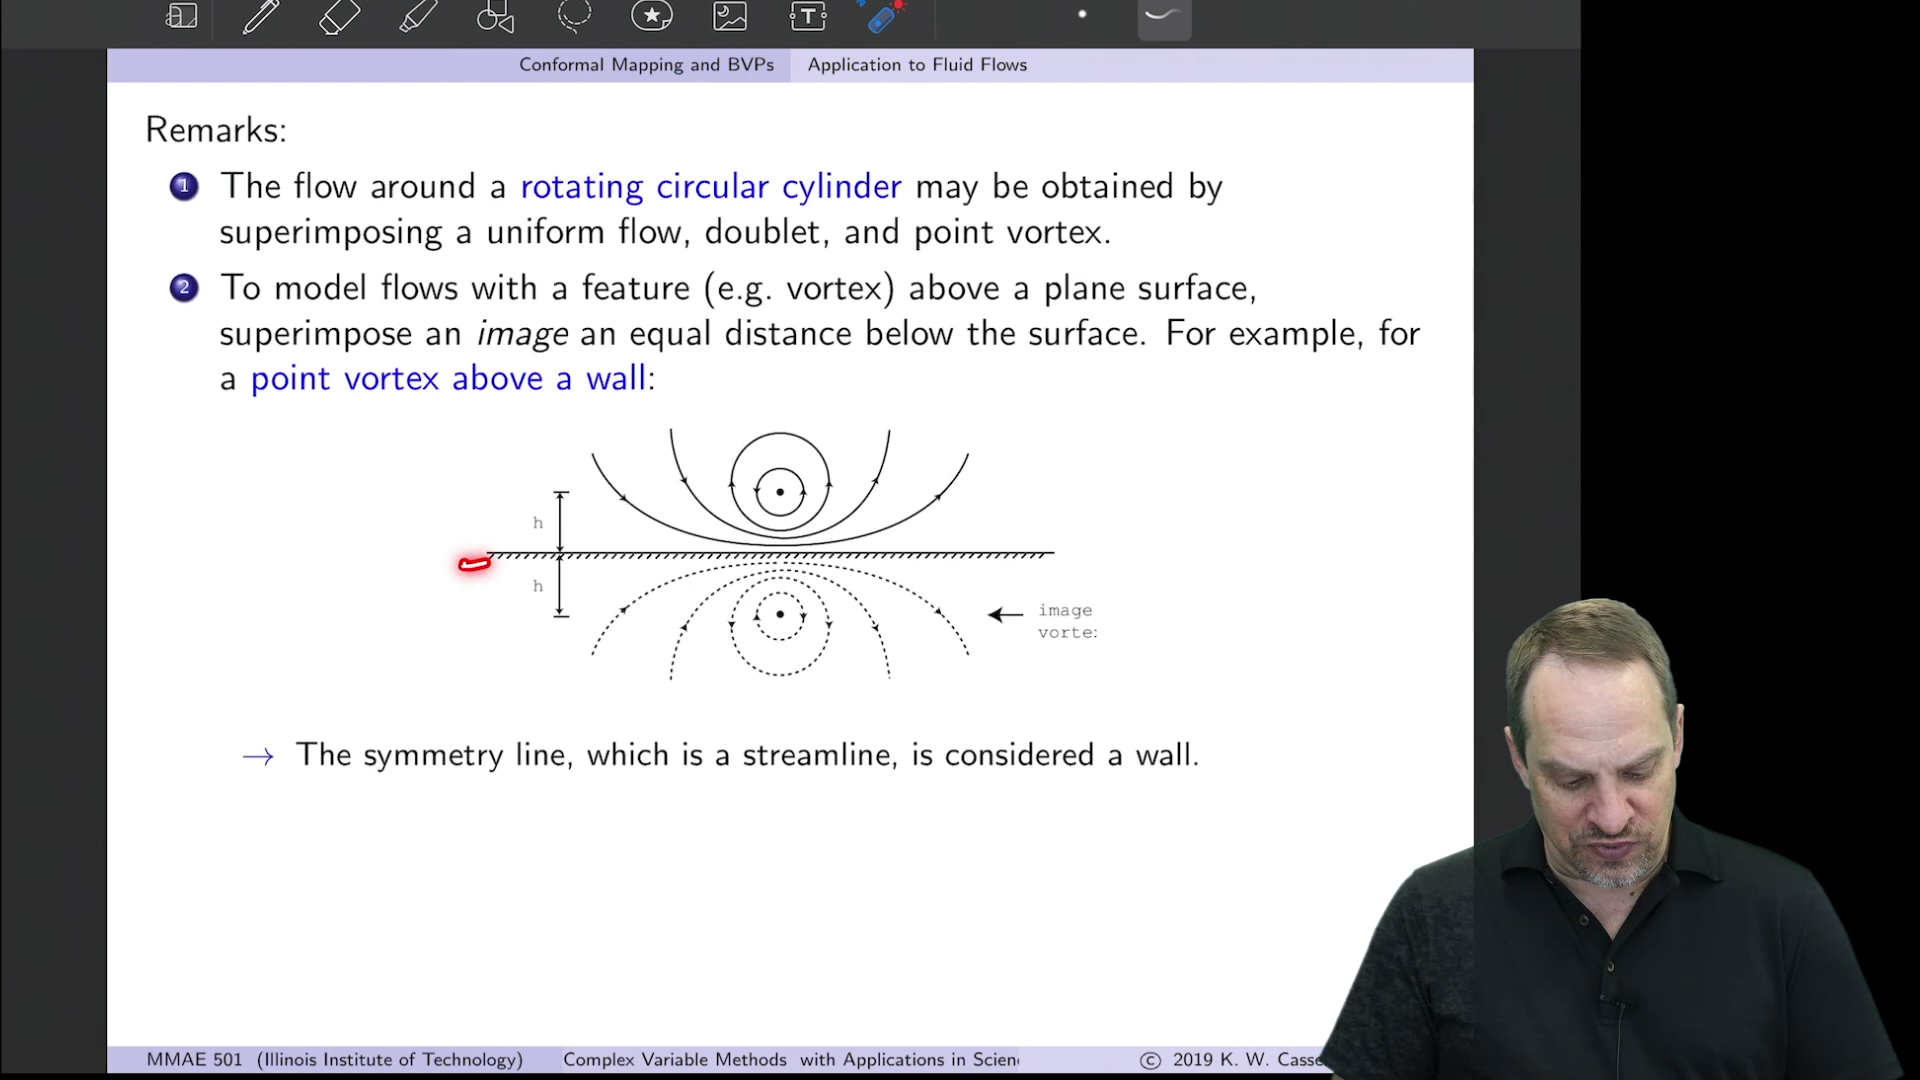 Conformal Mapping and BVPs Application to Fluid Flows
Remarks:
1 The flow around a rotating circular cylinder may be obtained by
superimposing a uniform flow, doublet, and point vortex.
2 To model flows with a feature (e.g. vortex) above a plane surface,
superimpose an image an equal distance below the surface. For example, for
a point vortex above a wall:
h
h
image
vorte:
→ The symmetry line, which is a streamline, is considered a wall.
MMAE 501 (Illinois Institute of Technology) Complex Variable Methods with Applications in Scien © 2019 K. W. Casse